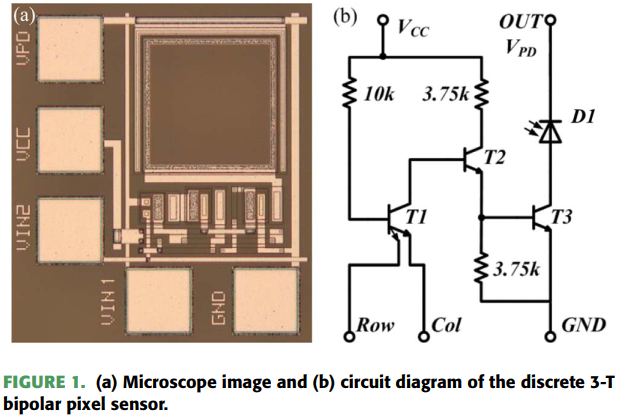 (a)
VPD
VCC
VIN2
VIN1
GND
(b)
VCC
10k
3.75k
T1
T2
3.75k
Row
Col
OUT
VPD
D1
T3
GND
FIGURE 1. (a) Microscope image and (b) circuit diagram of the discrete 3-T
bipolar pixel sensor.